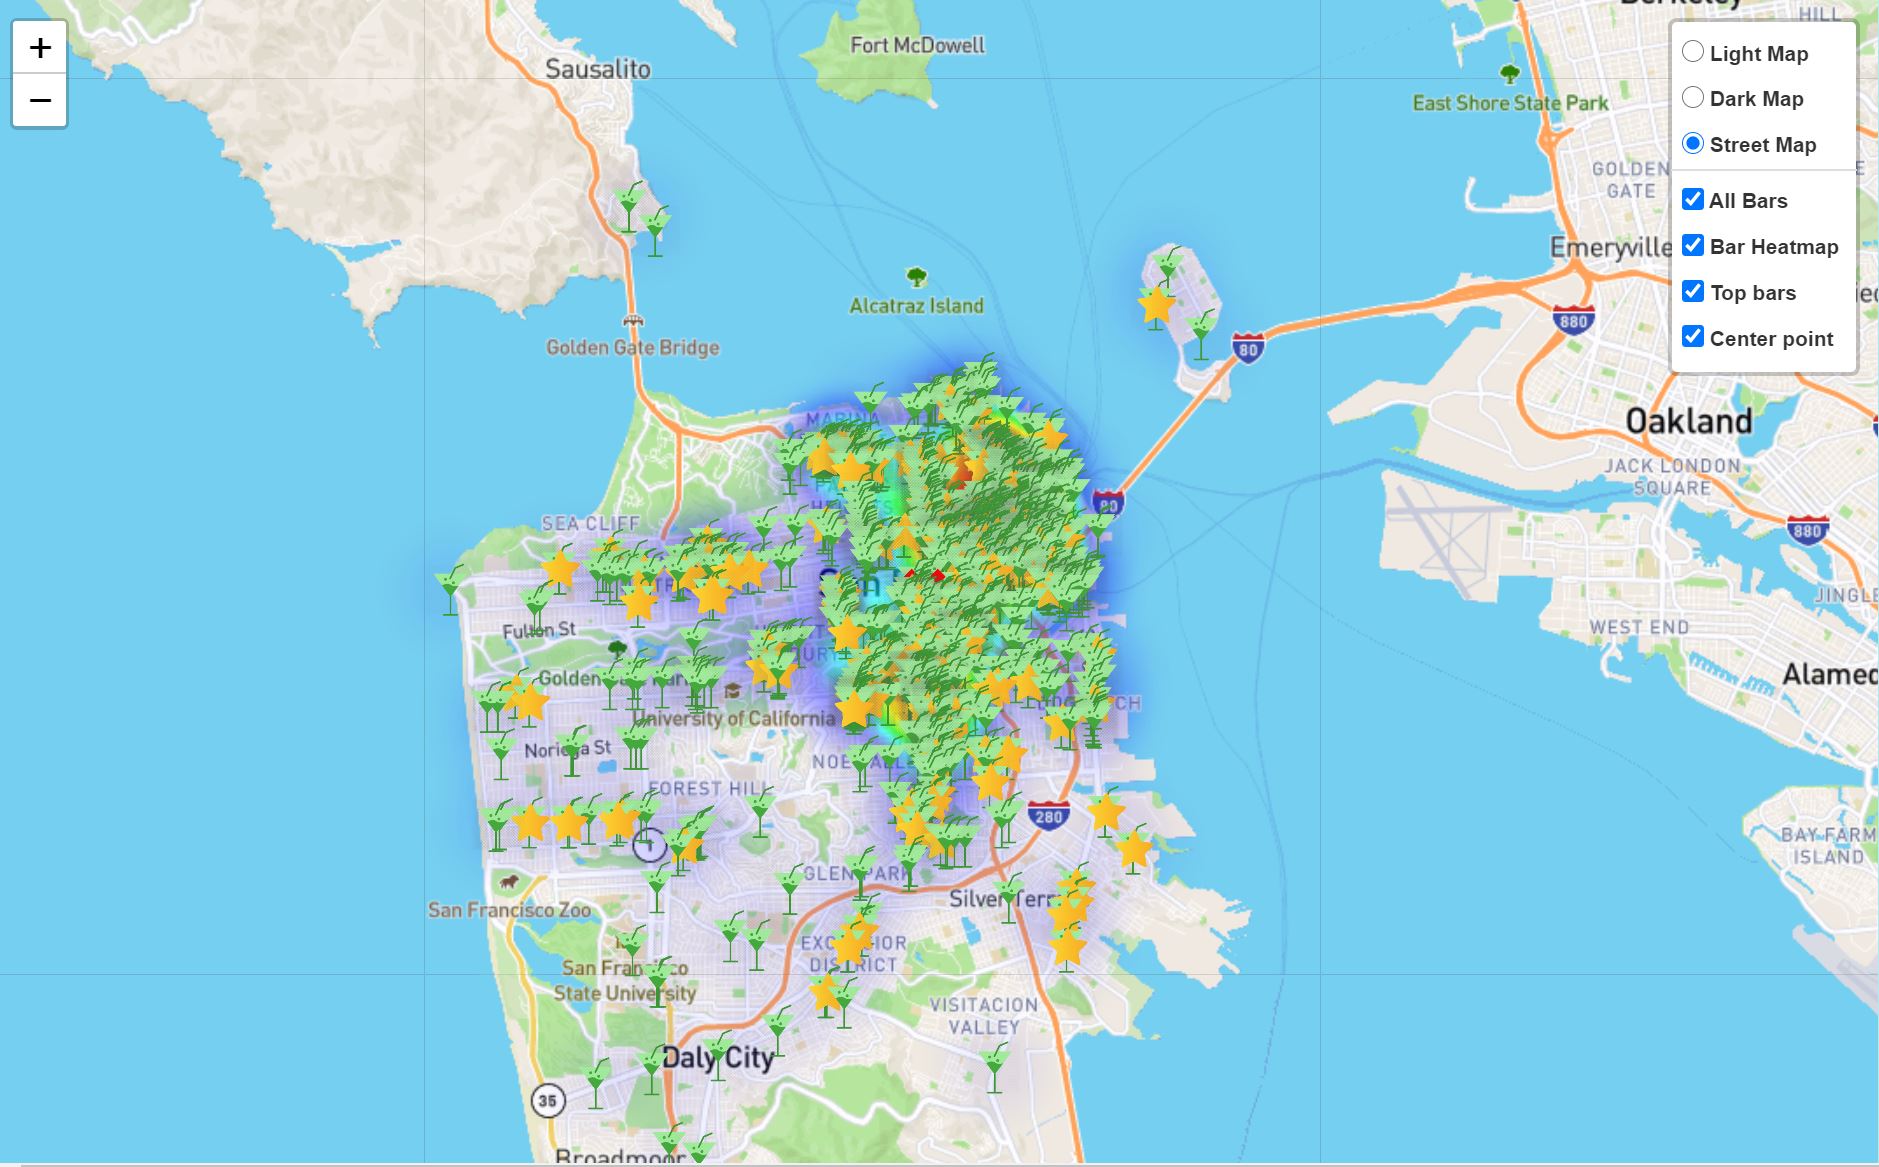 +
−
Berkeley
HILL
Fort McDowell
Sausalito
East Shore State Park
Light Map
Dark Map
Street Map
All Bars
Bar Heatmap
Top bars
Center point
GOLDEN
GATE
Emeryville
Alcatraz Island
Golden Gate Bridge
80
880
Oakland
JACK LONDON
SQUARE
MARINA
80
880
SEA CLIFF
Fulton St
JINGLE
WEST END
Golden
University of California
Alamed
Noriega St
NOE
FOREST HILL
280
1
BAY FARM
ISLAND
GLEN PARK
Silver Terr
San Francisco Zoo
EXCELSIOR
DISTRICT
San Francisco
State University
VISITACION
VALLEY
Daly City
35
Broadmoor